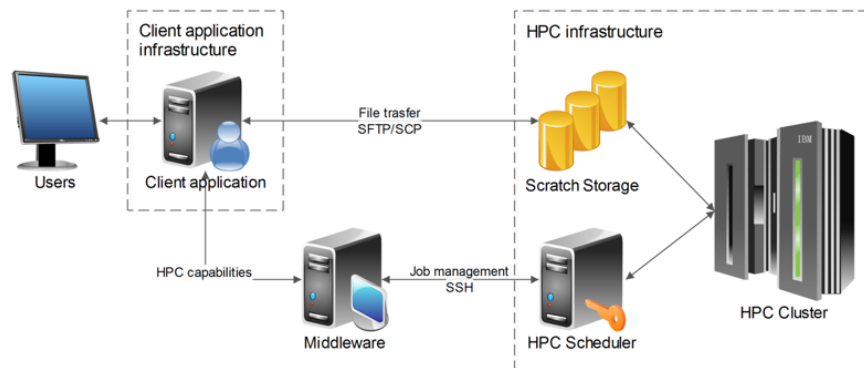 Client application
infrastructure
HPC infrastructure
File trasfer
SFTP/SCP
IBM
Users
Client application
Scratch Storage
HPC capabilities
Job management
SSH
HPC Cluster
Middleware
HPC Scheduler